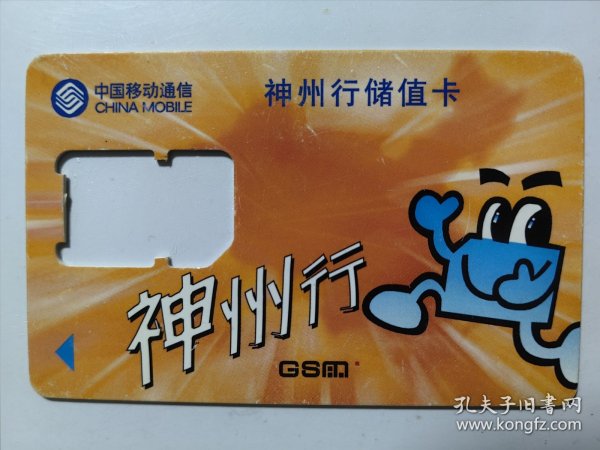 中国移动通信
CHINA MOBILE
神州行储值卡
神州行
GSM
孔夫子旧书网
www.kongfz.com